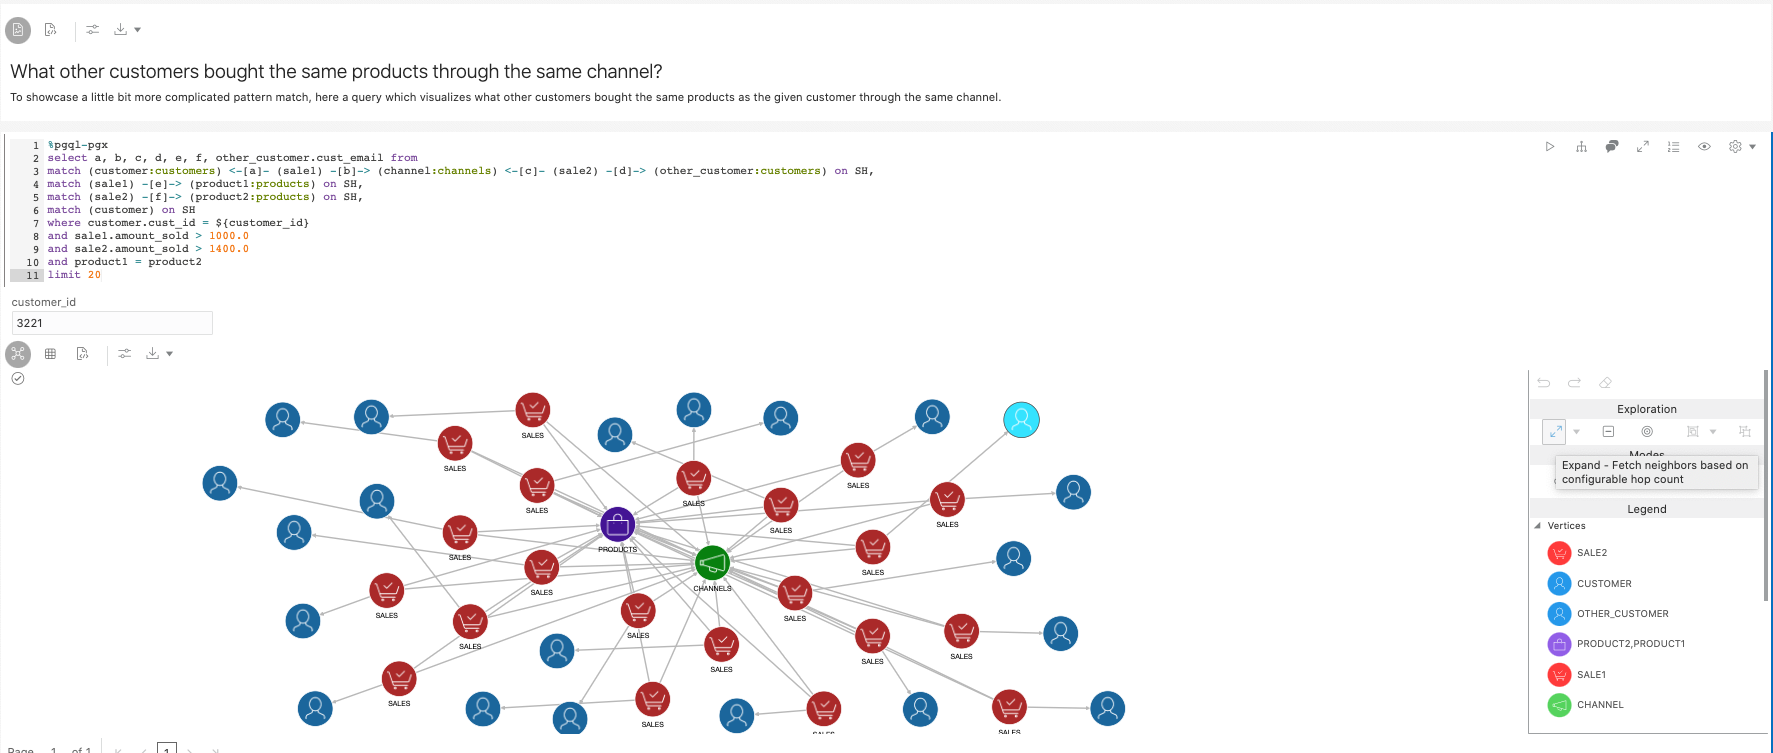 What other customers bought the same products through the same channel?
To showcase a little bit more complicated pattern match, here a query which visualizes what other customers bought the same products as the given customer through the same channel.
1 %pgql-pgx
2 select a, b, c, d, e, f, other_customer.cust_email from
3 match (customer:customers) <-[a]- (sale1) -[b]-> (channel:channels) <-[c]- (sale2) -[d]-> (other_customer:customers) on SH,
4 match (sale1) -[e]-> (product1:products) on SH,
5 match (sale2) -[f]-> (product2:products) on SH,
6 match (customer) on SH
7 where customer.cust_id = ${customer_id}
8 and sale1.amount_sold > 1000.0
9 and sale2.amount_sold > 1400.0
10 and product1 = product2
11 limit 20
customer_id
3221
SALES
SALES
SALES
SALES
SALES
SALES
SALES
SALES
PRODUCTS
SALES
SALES
CHANNELS
SALES
SALES
SALES
SALES
SALES
SALES
SALES
SALES
SALES
SALES
SALES
SALES
Exploration
Modes
Expand - Fetch neighbors based on
configurable hop count
Legend
Vertices
SALE2
CUSTOMER
OTHER_CUSTOMER
PRODUCT2,PRODUCT1
SALE1
CHANNEL
Page 1 of 1 1